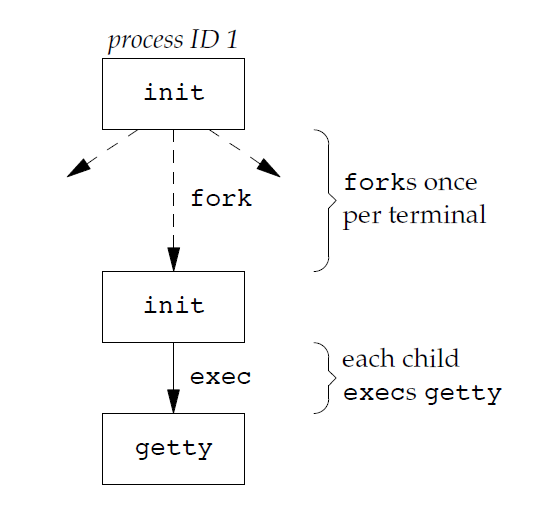 process ID 1
init
fork
forks once
per terminal
init
exec
each child
execs getty
getty